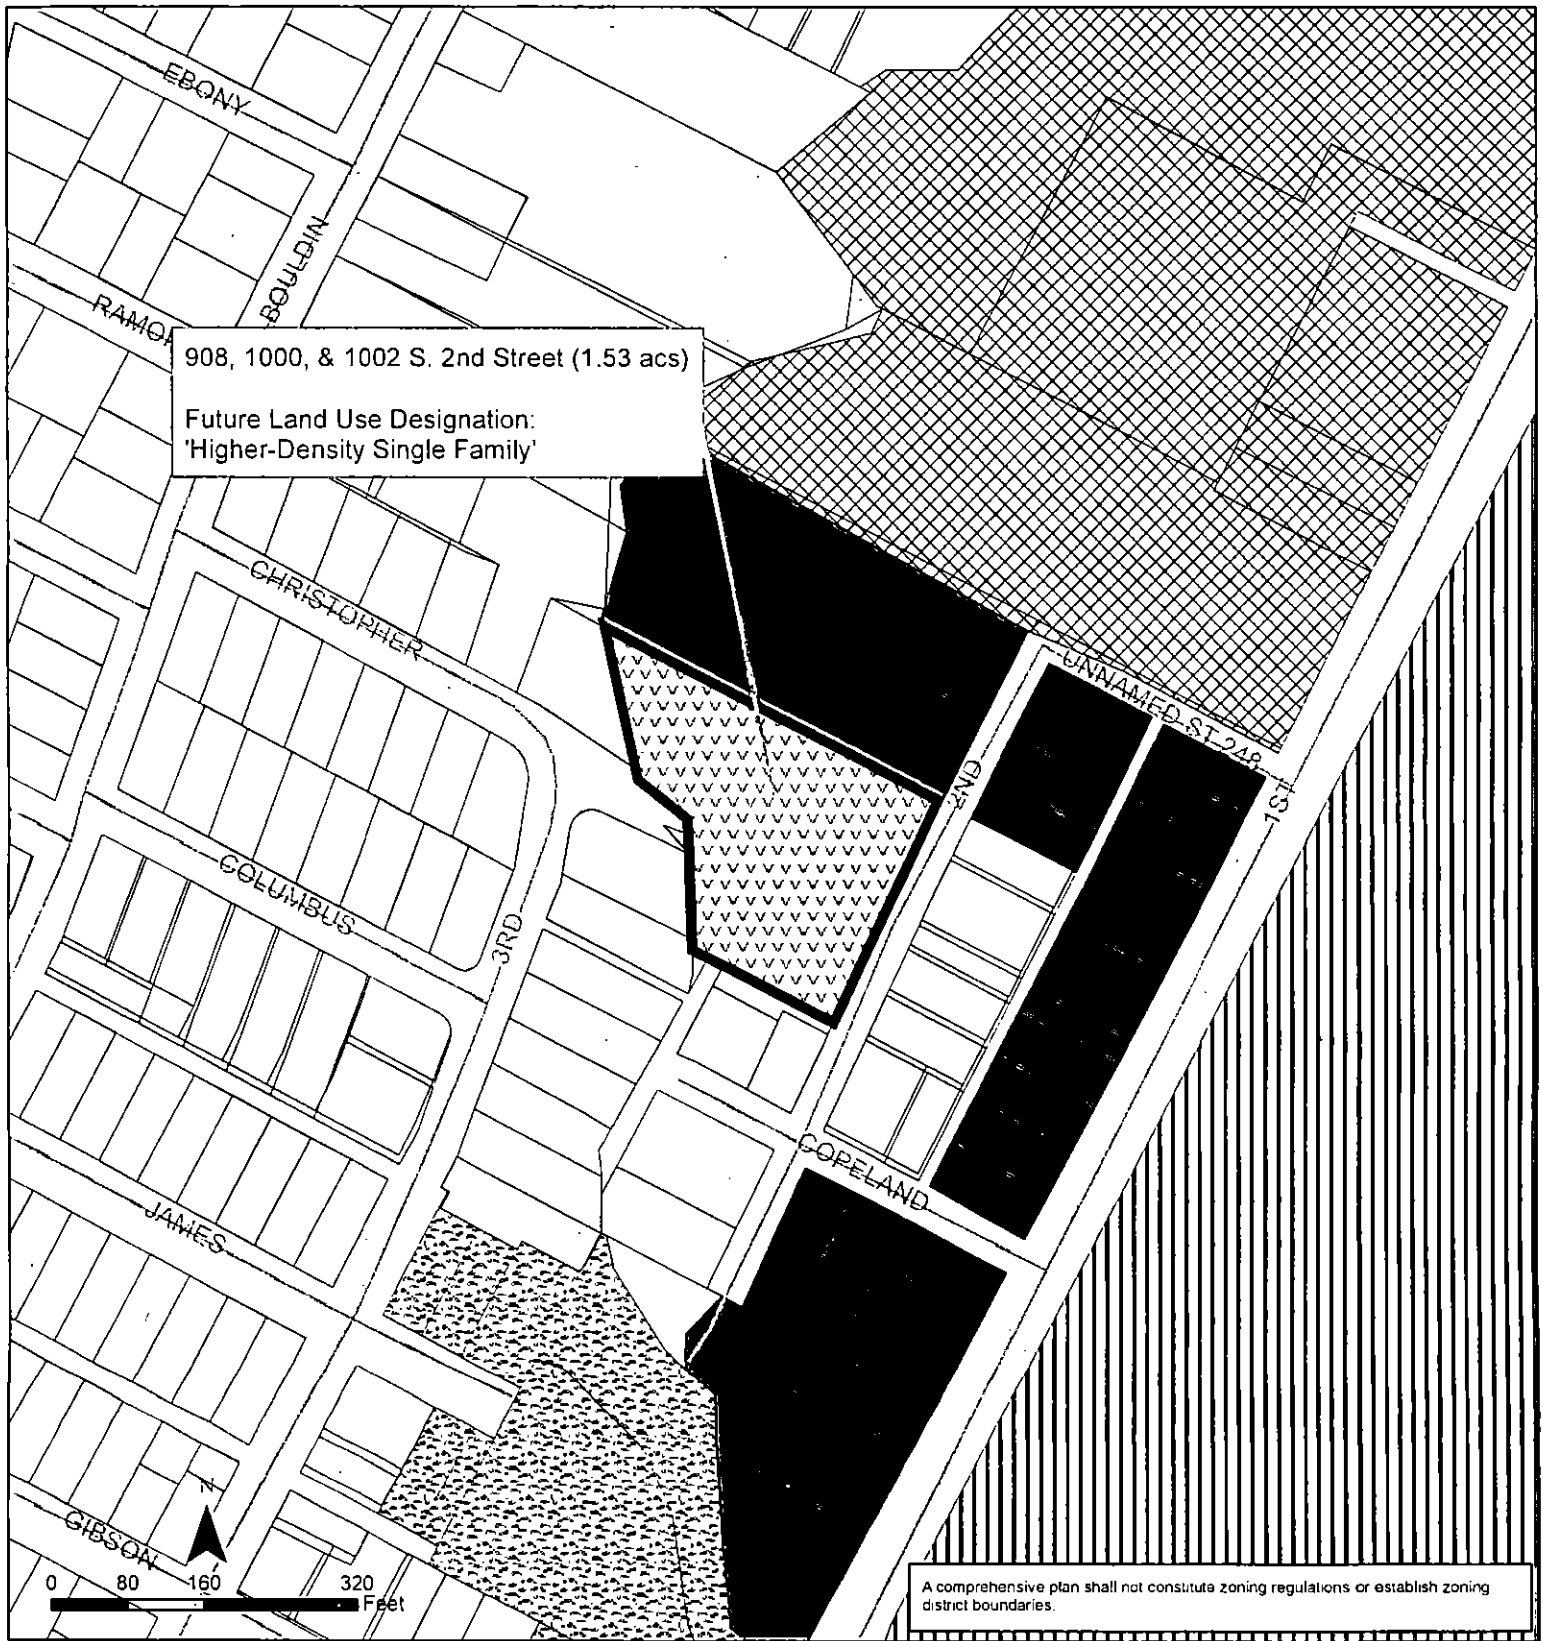 EBONY
BOULDIN
908, 1000, & 1002 S. 2nd Street (1.53 acs)
Future Land Use Designation:
'Higher-Density Single Family'
CHRISTOPHER
UNNAMED ST 248
2ND
1ST
COLUMBUS
3RD
COPELAND
JAMES
N
GIBSON
0 80 160 320
Feet
A comprehensive plan shall not constitute zoning regulations or establish zoning
district boundaries.